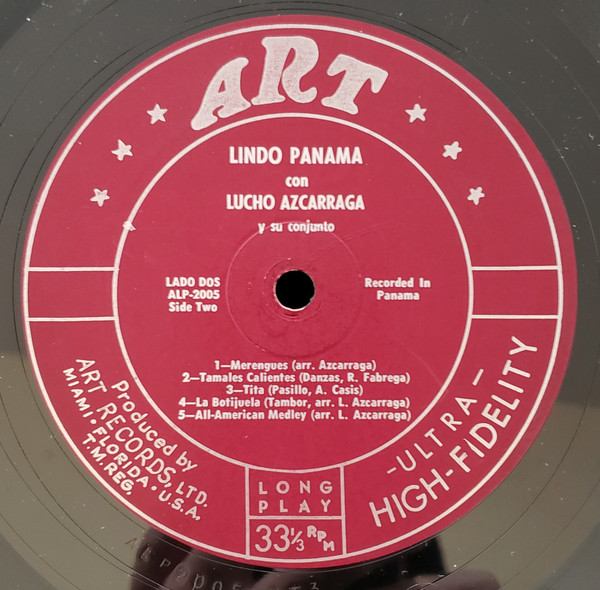 ART
LINDO PANAMA
con
LUCHO AZCARRAGA
y su conjunto
LADO DOS
ALP-2005
Side Two
Recorded In
Panama
1—Merengues (arr. Azcarraga)
2—Tamales Calientes (Danzas, R. Fabrega)
3—Tita (Pasillo, A. Casis)
4—La Botijuela (Tambor, arr. L. Azcarraga)
5—All-American Medley (arr. L. Azcarraga)
Produced by
ART RECORDS, LTD.
MIAMI • FLORIDA • U.S.A.
T.M.REG.
LONG
PLAY
33⅓ RPM
-ULTRA-
HIGH-FIDELITY